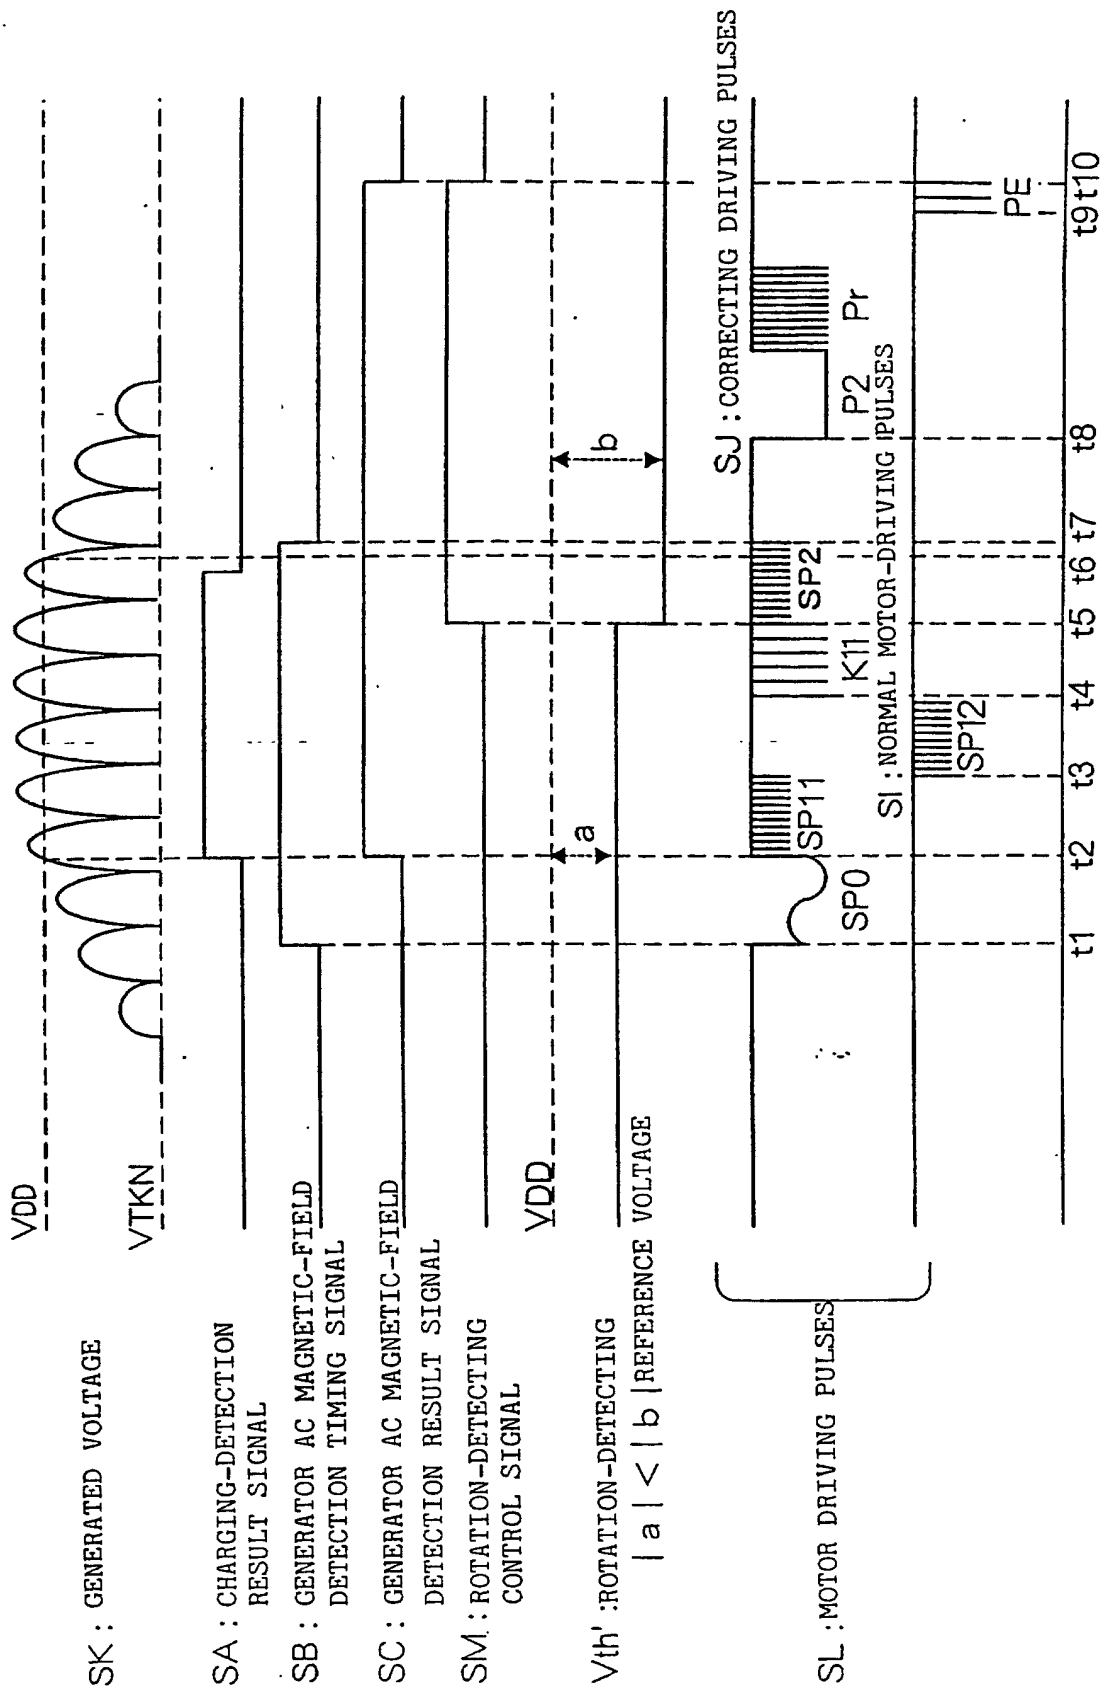 VDD
SK : GENERATED VOLTAGE
VTKN
SA : CHARGING-DETECTION
RESULT SIGNAL
SB : GENERATOR AC MAGNETIC-FIELD
DETECTION TIMING SIGNAL
SC : GENERATOR AC MAGNETIC-FIELD
DETECTION RESULT SIGNAL
SM : ROTATION-DETECTING
CONTROL SIGNAL
VDD
a
b
Vth' :ROTATION-DETECTING
|a|<|b|REFERENCE VOLTAGE
SJ : CORRECTING DRIVING PULSES
SP0
SP11
K11
SP2
P2
Pr
SL :MOTOR DRIVING PULSES
SI : NORMAL MOTOR-DRIVING PULSES
SP12
PE
t1 t2 t3 t4 t5 t6 t7 t8 t9 t10